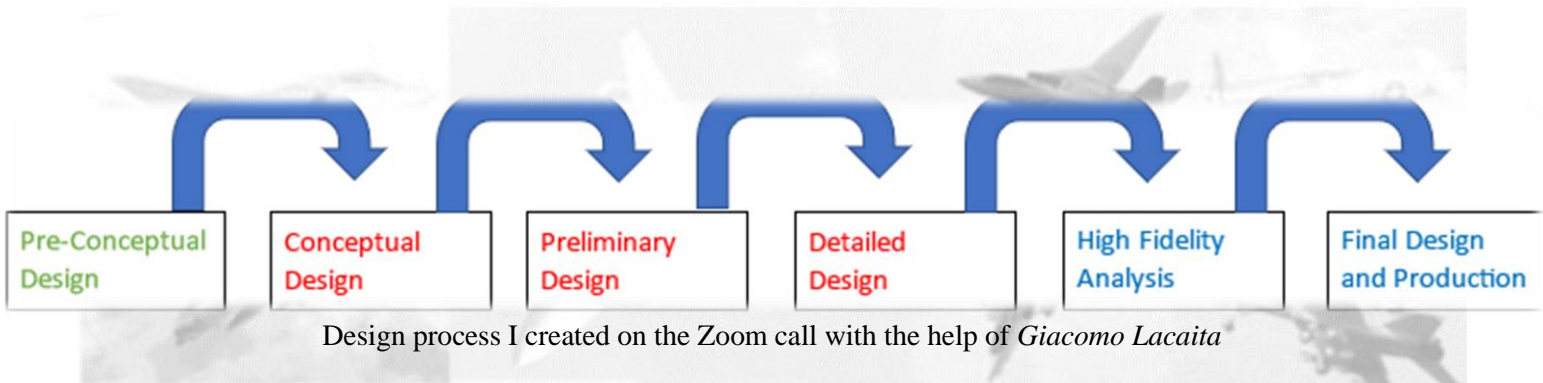 Pre-Conceptual
Design
Conceptual
Design
Preliminary
Design
Detailed
Design
High Fidelity
Analysis
Final Design
and Production
Design process I created on the Zoom call with the help of Giacomo Lacaita